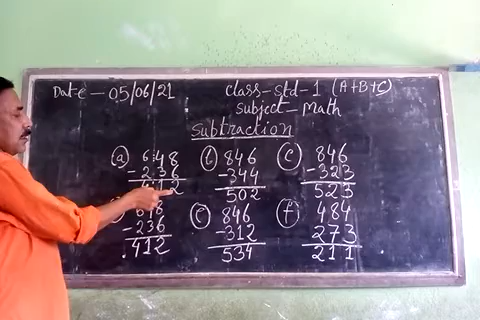 Date - 05/06/21 Class - Std - 1 (A+B+C)
Subject - Math
Subtraction
(a) 648 (b) 846 (c) 846
-236 -344 -323
412 502 523
648 (e) 846 (f) 484
-236 -312 273
412 534 211